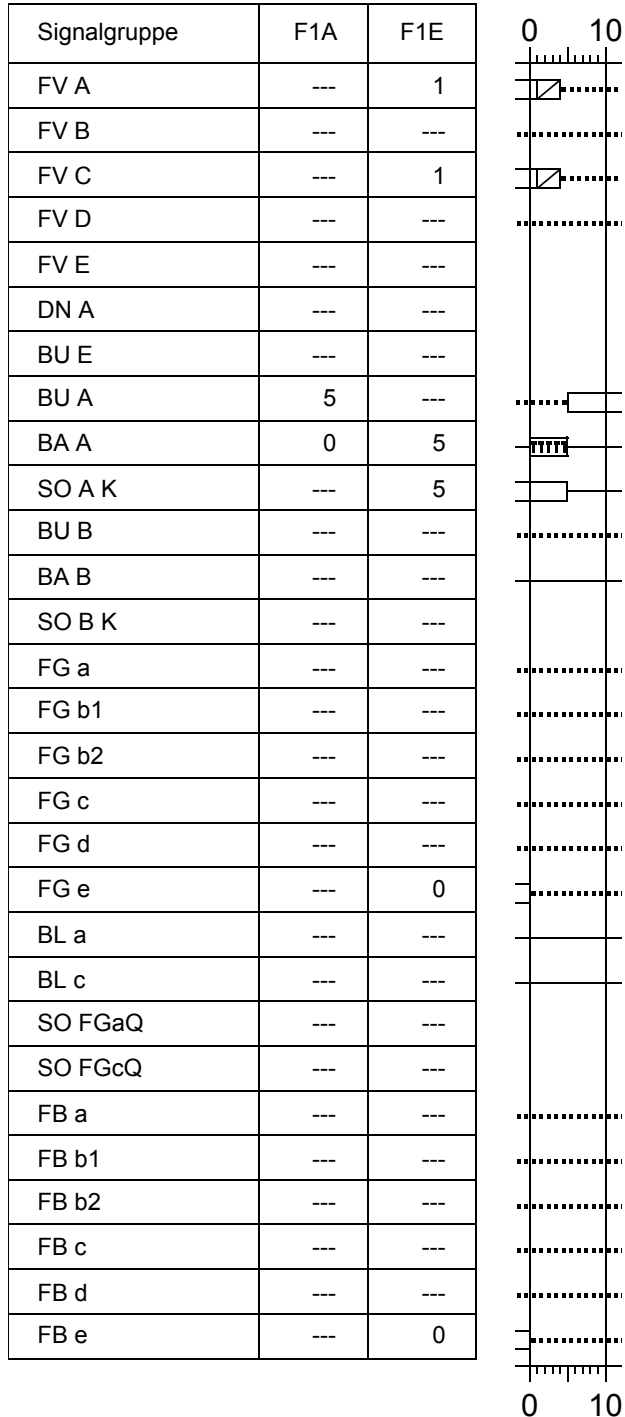 Signalgruppe F1A F1E 0 10
FV A --- 1
FV B --- ---
FV C --- 1
FV D --- ---
FV E --- ---
DN A --- ---
BU E --- ---
BU A 5 ---
BA A 0 5
SO A K --- 5
BU B --- ---
BA B --- ---
SO B K --- ---
FG a --- ---
FG b1 --- ---
FG b2 --- ---
FG c --- ---
FG d --- ---
FG e --- 0
BL a --- ---
BL c --- ---
SO FGaQ --- ---
SO FGcQ --- ---
FB a --- ---
FB b1 --- ---
FB b2 --- ---
FB c --- ---
FB d --- ---
FB e --- 0
0 10